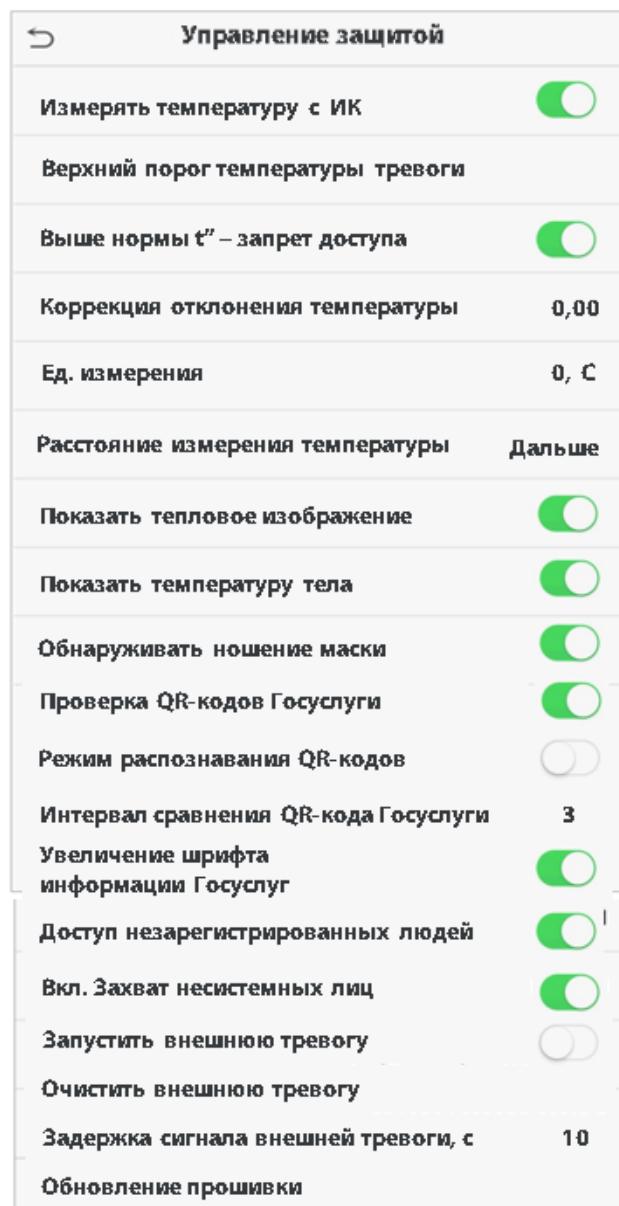 Управление защитой
Измерять температуру с ИК
Верхний порог температуры тревоги
Выше нормы t″ – запрет доступа
Коррекция отклонения температуры 0,00
Ед. измерения 0, С
Расстояние измерения температуры Дальше
Показать тепловое изображение
Показать температуру тела
Обнаруживать ношение маски
Проверка QR-кодов Госуслуги
Режим распознавания QR-кодов
Интервал сравнения QR-кода Госуслуги 3
Увеличение шрифта
информации Госуслуг
Доступ незарегистрированных людей
Вкл. Захват несистемных лиц
Запустить внешнюю тревогу
Очистить внешнюю тревогу
Задержка сигнала внешней тревоги, с 10
Обновление прошивки